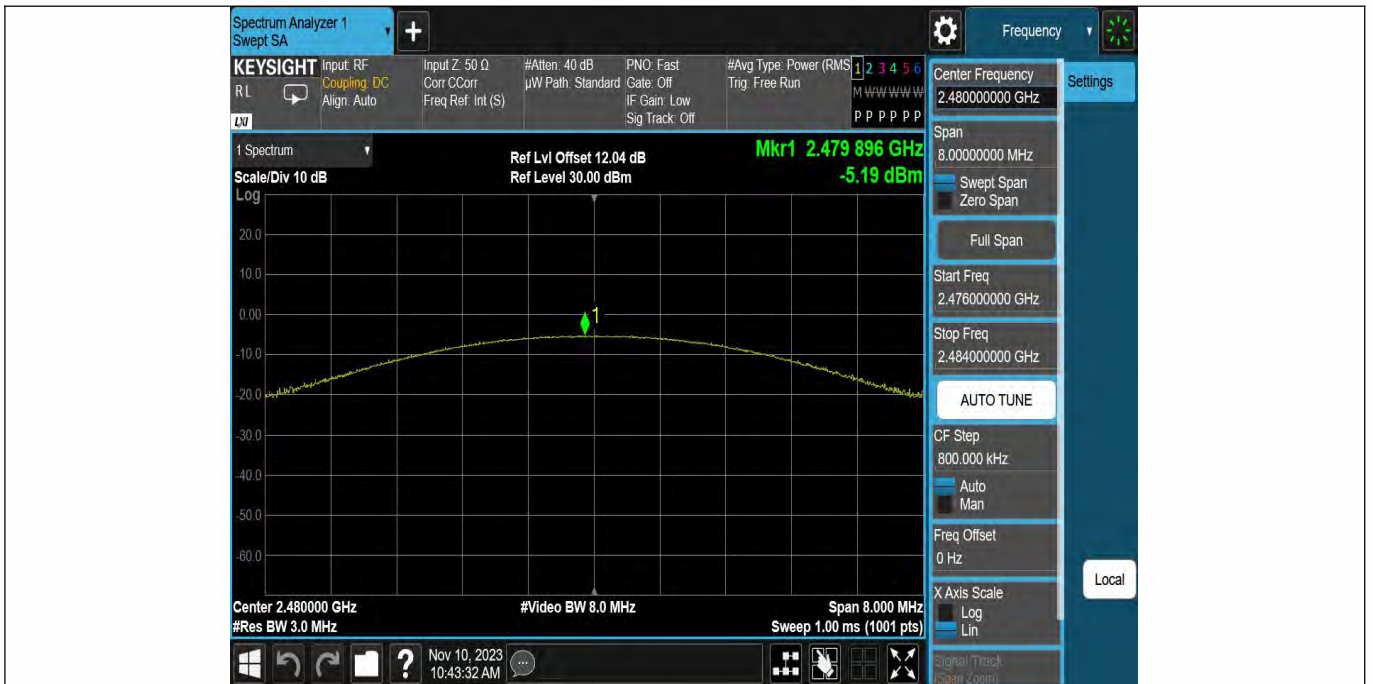 Spectrum Analyzer 1
Swept SA
Frequency
KEYSIGHT
RL
LXI
Input: RF
Coupling: DC
Align: Auto
Input Z: 50 Ω
Corr CCorr
Freq Ref: Int (S)
#Atten: 40 dB
µW Path: Standard
PNO: Fast
Gate: Off
IF Gain: Low
Sig Track: Off
#Avg Type: Power (RMS
Trig: Free Run
1 2 3 4 5 6
M W W W W W
P P P P P P
1 Spectrum
Scale/Div 10 dB
Ref Lvl Offset 12.04 dB
Ref Level 30.00 dBm
Mkr1 2.479 896 GHz
-5.19 dBm
Log
20.0
10.0
0.00
-10.0
-20.0
-30.0
-40.0
-50.0
-60.0
1
Center 2.480000 GHz
#Res BW 3.0 MHz
#Video BW 8.0 MHz
Span 8.000 MHz
Sweep 1.00 ms (1001 pts)
Nov 10, 2023
10:43:32 AM
Center Frequency
2.480000000 GHz
Settings
Span
8.00000000 MHz
Swept Span
Zero Span
Full Span
Start Freq
2.476000000 GHz
Stop Freq
2.484000000 GHz
AUTO TUNE
CF Step
800.000 kHz
Auto
Man
Freq Offset
0 Hz
X Axis Scale
Log
Lin
Local
Signal Track
(Span Zoom)